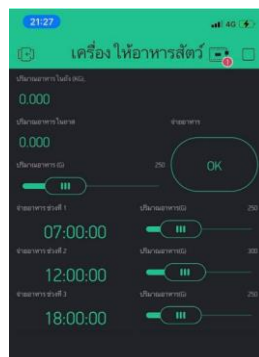 21:27
4G
เครื่อง ให้อาหารสัตว์
ปริมาณอาหาร ในถัง (KG),
0.000
ปริมาณอาหาร ในถาด
จ่ายอาหาร
0.000
ปริมาณอาหาร (G)
250
OK
จ่ายอาหาร ช่วงที่ 1
ปริมาณอาหาร(G)
250
07:00:00
จ่ายอาหาร ช่วงที่ 2
ปริมาณอาหาร(G)
300
12:00:00
จ่ายอาหาร ช่วงที่ 3
ปริมาณอาหาร(G)
250
18:00:00